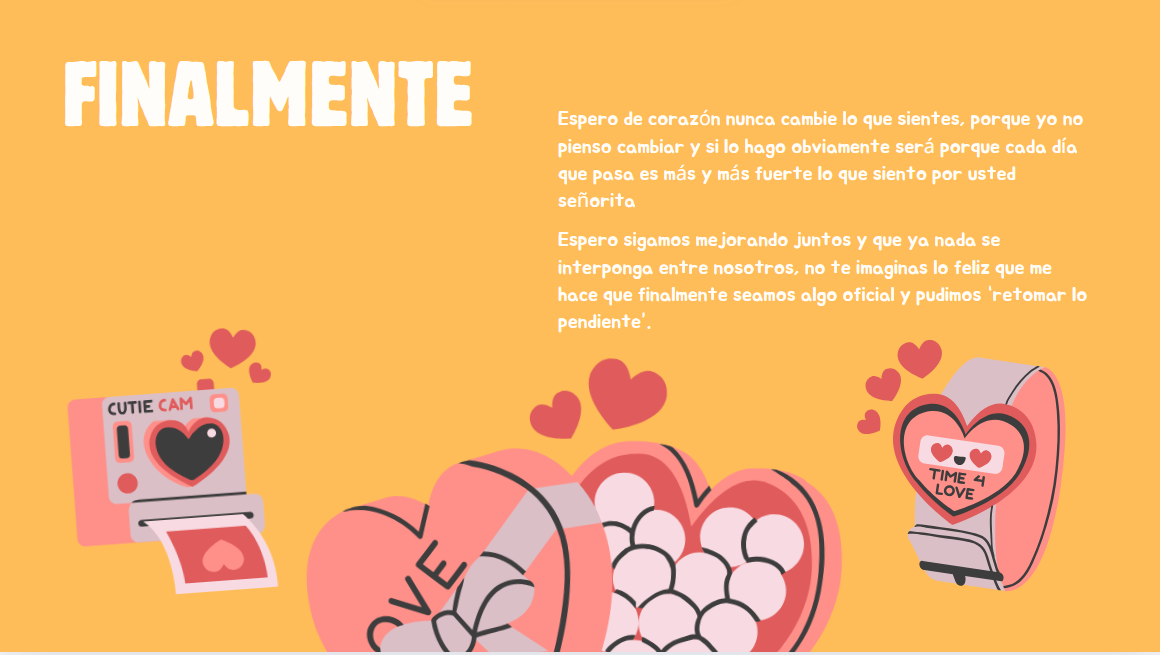 FINALMENTE
Espero de corazón nunca cambie lo que sientes, porque yo no
pienso cambiar y si lo hago obviamente será porque cada día
que pasa es más y más fuerte lo que siento por usted
señorita
Espero sigamos mejorando juntos y que ya nada se
interponga entre nosotros, no te imaginas lo feliz que me
hace que finalmente seamos algo oficial y pudimos 'retomar lo
pendiente'.
CUTIE CAM
OVE
TIME 4
LOVE